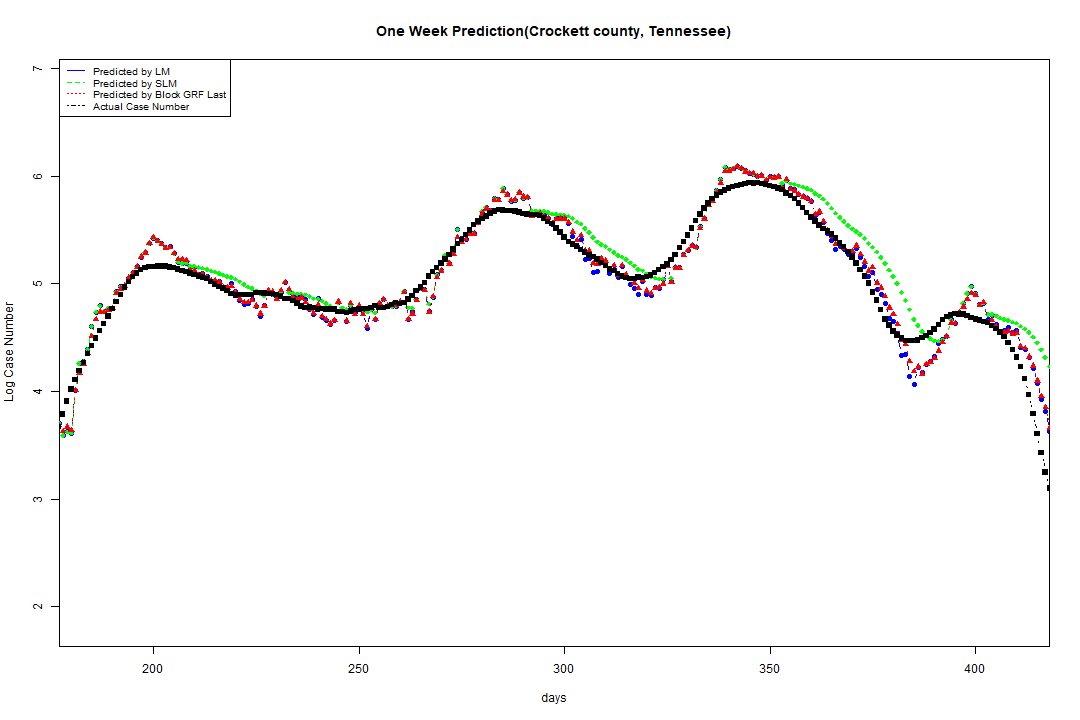 One Week Prediction(Crockett county, Tennessee)
Predicted by LM
Predicted by SLM
Predicted by Block GRF Last
Actual Case Number
7
6
5
4
3
2
Log Case Number
200 250 300 350 400
days